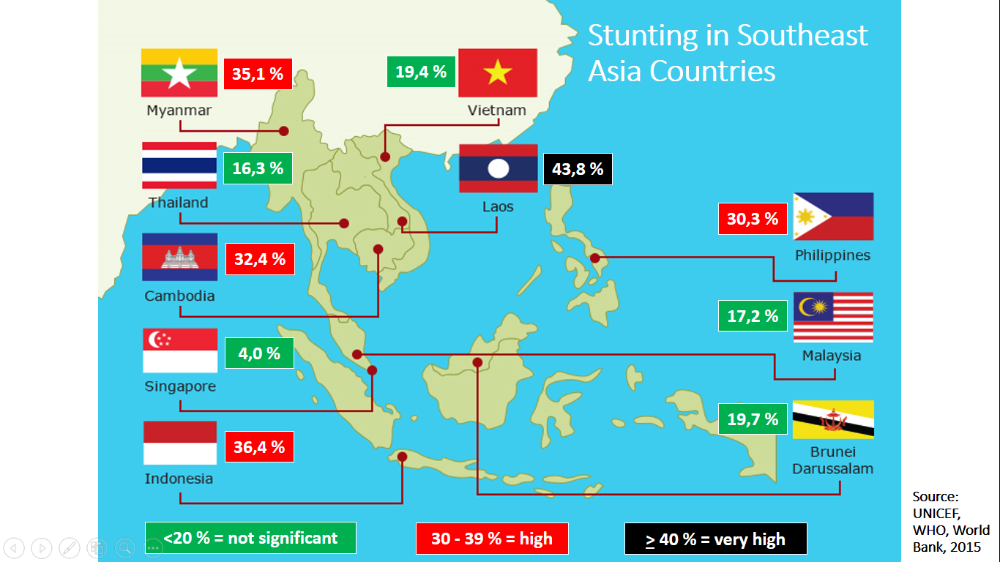 Stunting in Southeast
Asia Countries
35,1 %
Myanmar
19,4 %
Vietnam
16,3 %
Thailand
43,8 %
Laos
32,4 %
Cambodia
30,3 %
Philippines
4,0 %
Singapore
17,2 %
Malaysia
36,4 %
Indonesia
19,7 %
Brunei
Darussalam
<20 % = not significant
30 - 39 % = high
≥ 40 % = very high
Source:
UNICEF,
WHO, World
Bank, 2015